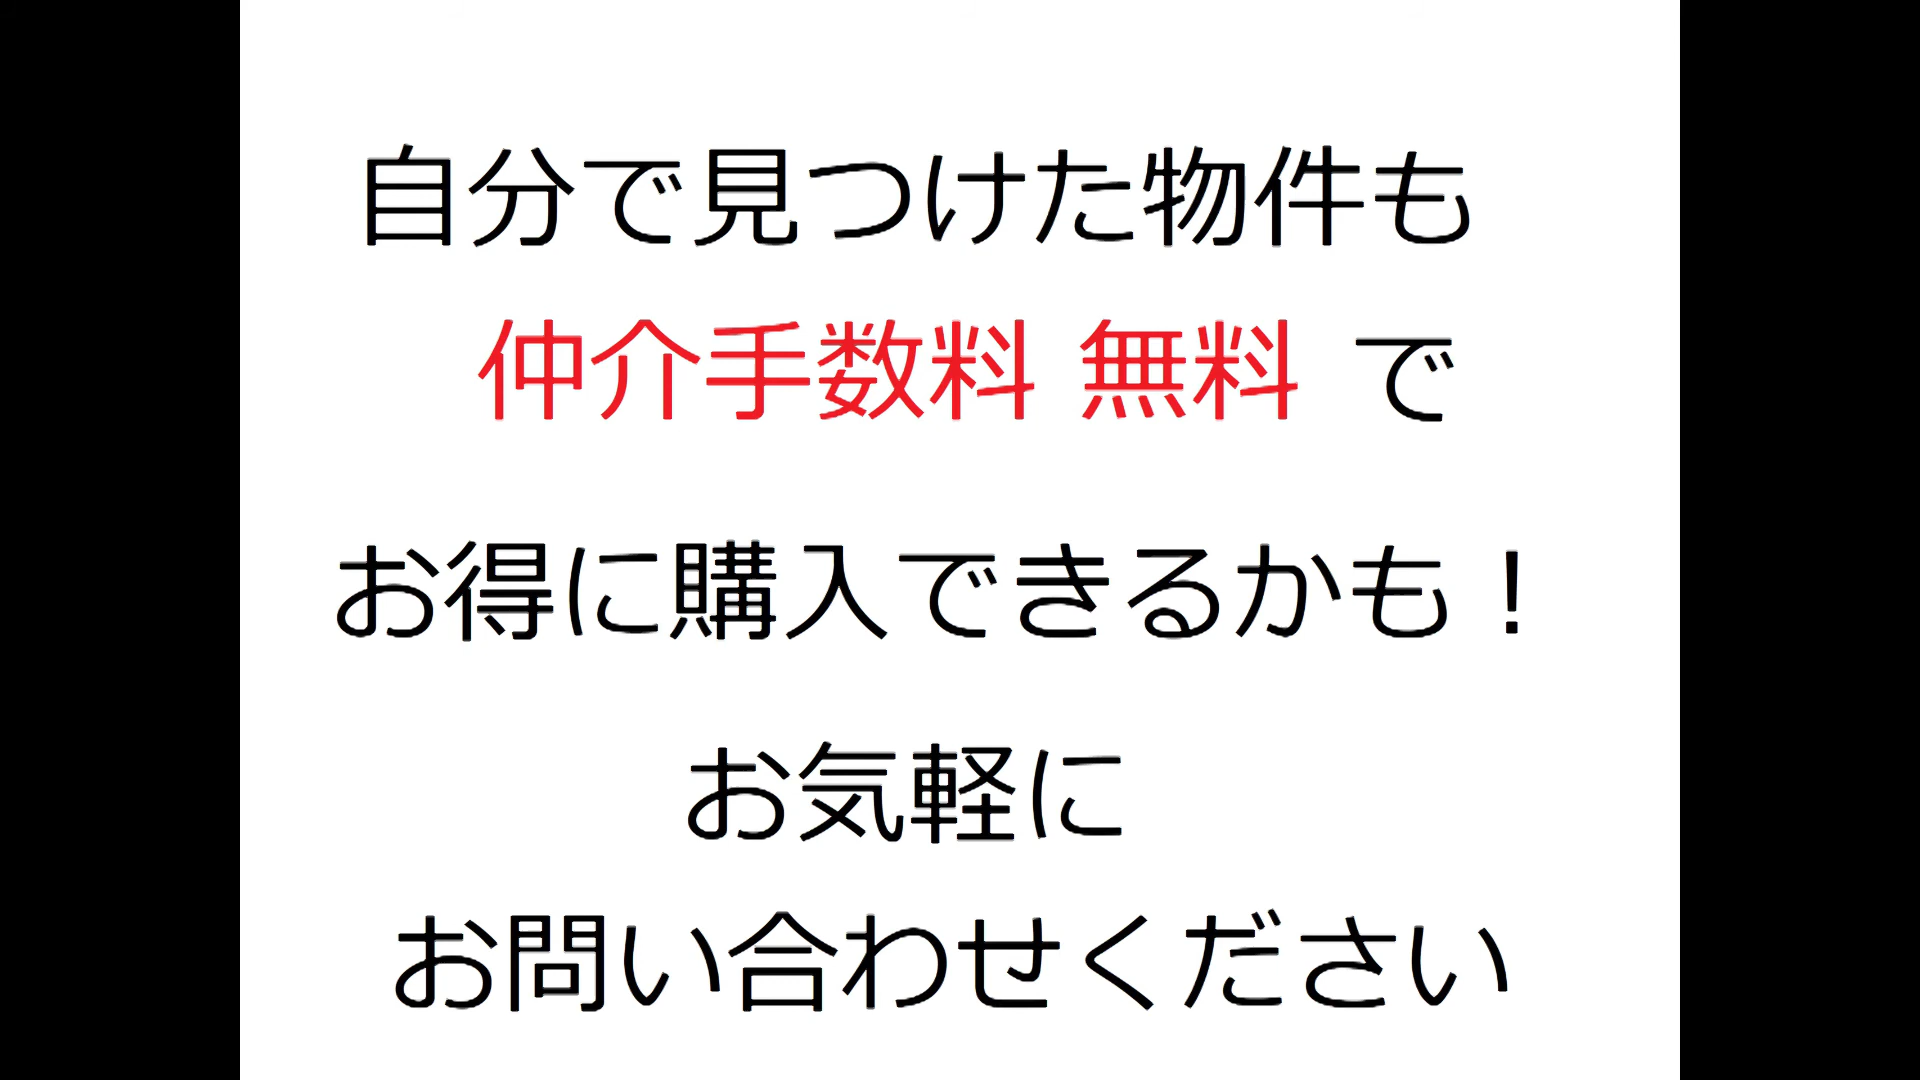 自分で見つけた物件も
仲介手数料 無料 で
お得に購入できるかも！
お気軽に
お問い合わせください